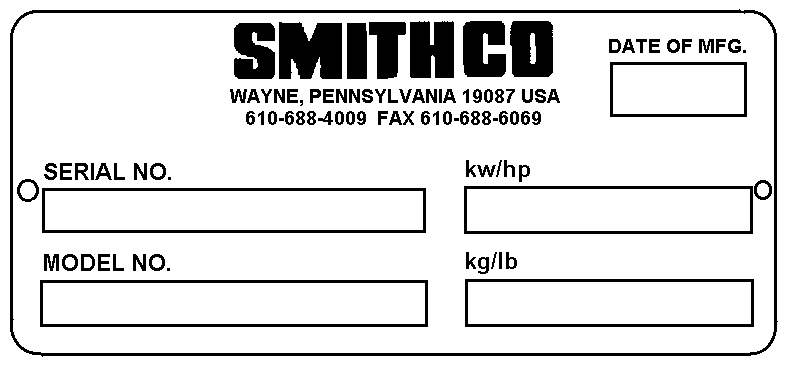 SMITHCO
DATE OF MFG.
WAYNE, PENNSYLVANIA 19087 USA
610-688-4009 FAX 610-688-6069
SERIAL NO.
kw/hp
MODEL NO.
kg/lb